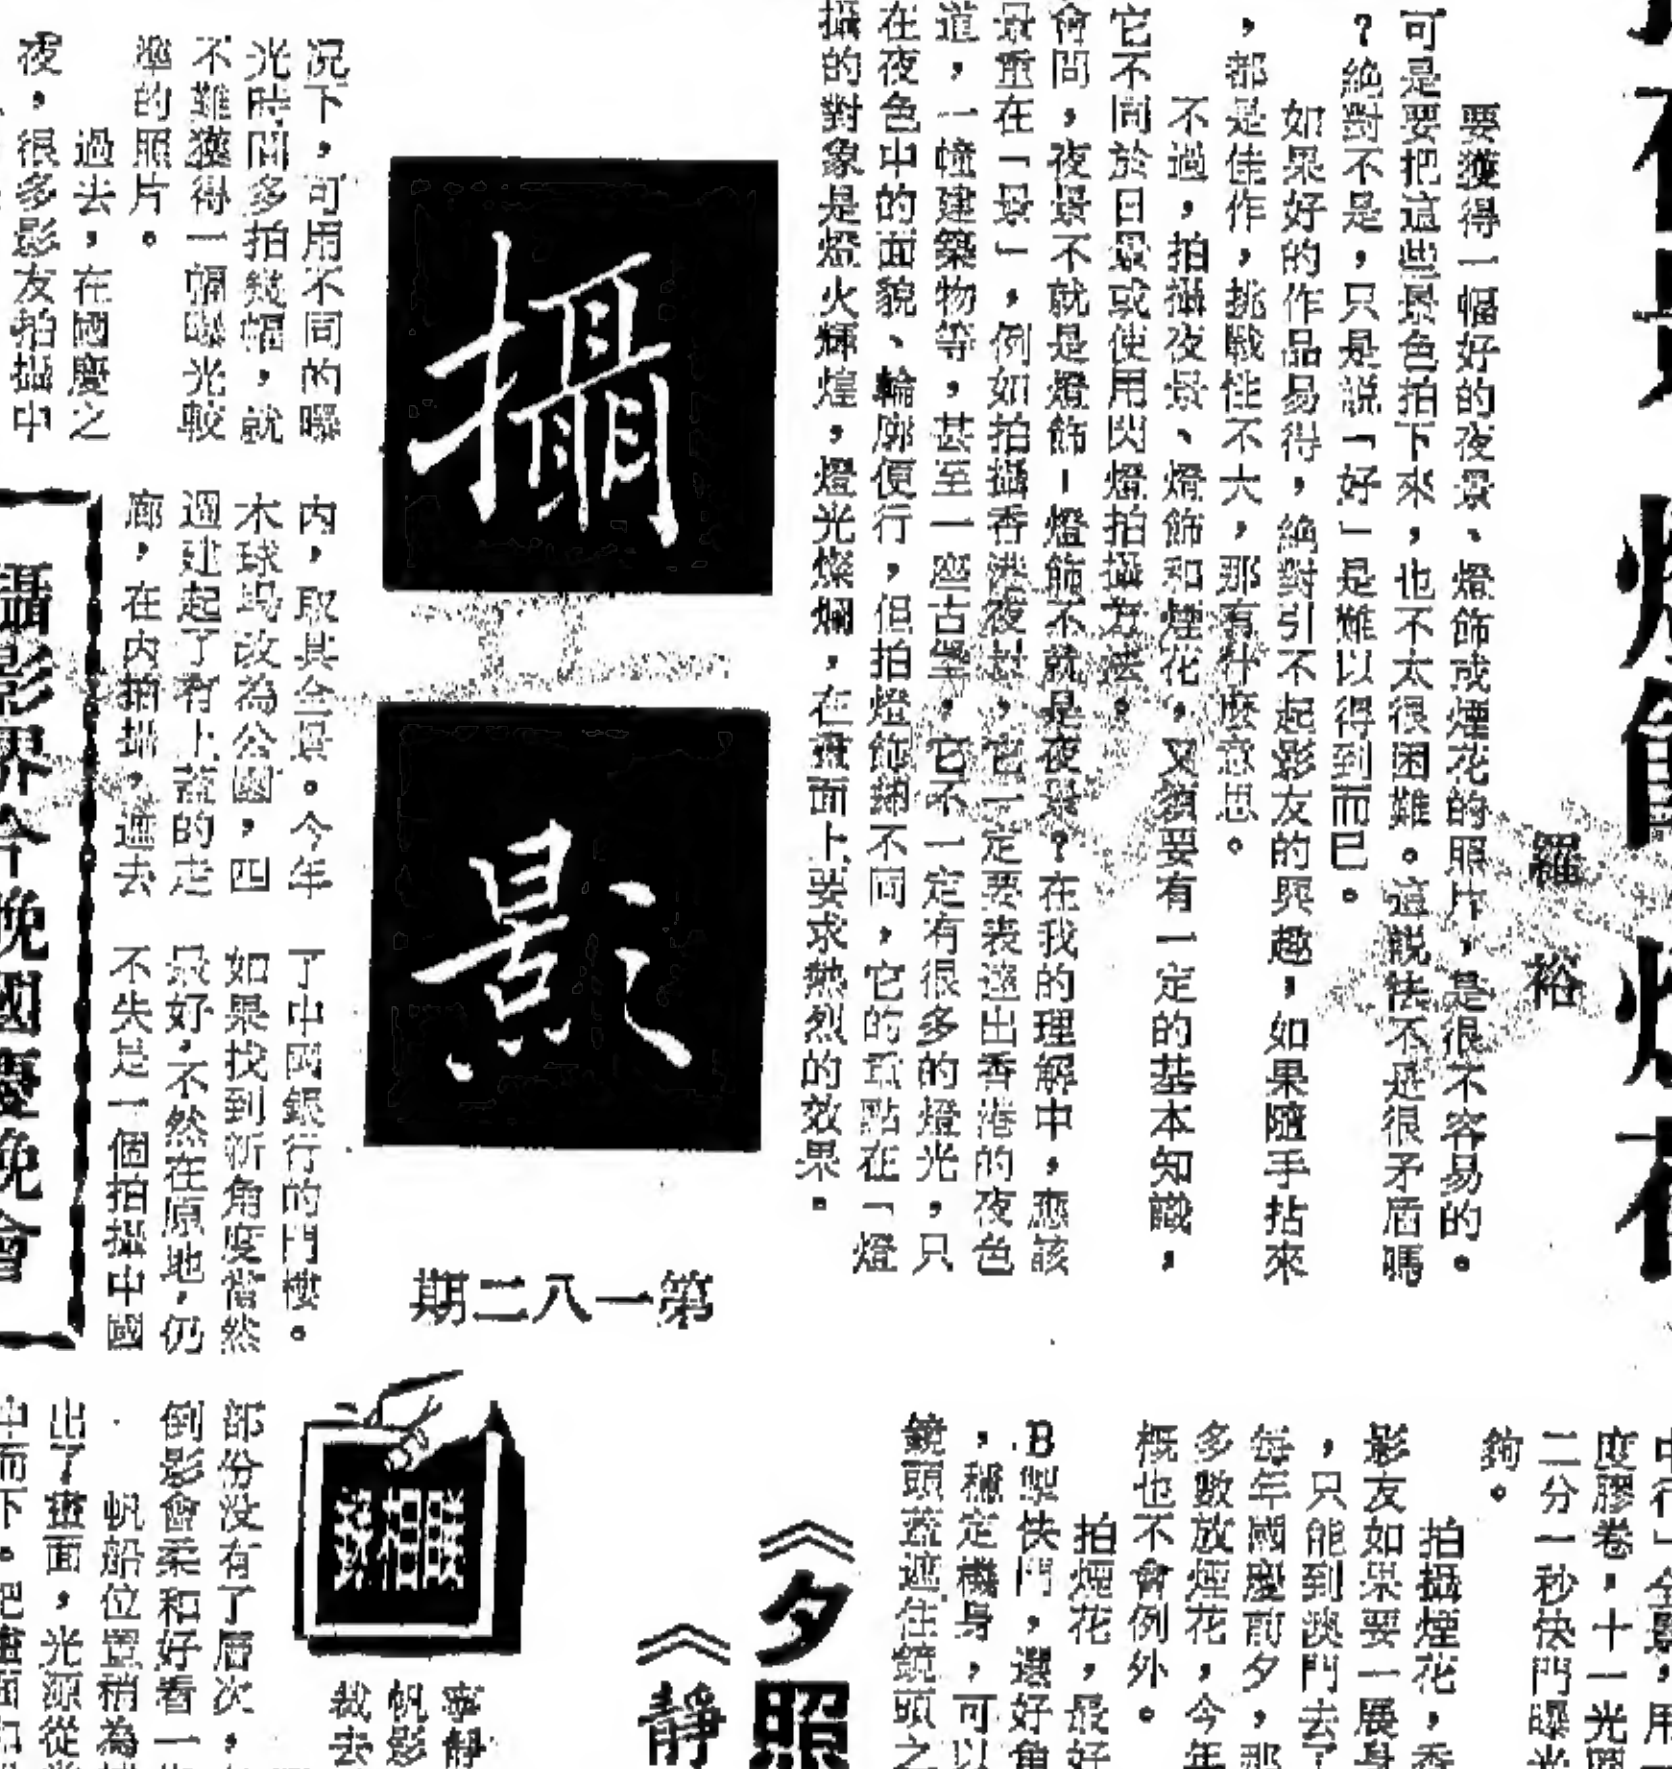 羅裕
要獲得一幅好的夜景、燈飾或煙花的照片，是很不容易的。
可是要把這些景色拍下來，也不太很困難。這說法不是很矛盾嗎
？絕對不是，只是說「好」是難以得到而已。
如果好的作品易得，絕對引不起影友的興趣，如果隨手拈來
，都是佳作，挑戰性不大，那有什麼意思。
不過，拍攝夜景、燈飾和煙花，又須要有一定的基本知識，
它不同於日景或使用閃燈拍攝方法。
會問，夜景不就是燈飾－燈飾不就是夜景？在我的理解中，應該
最重在「景」，例如拍攝香港夜景，它一定要表達出香港的夜色
道，一幢建築物等，甚至一座古壘，它不一定有很多的燈光，只
在夜色中的面貌、輪廓便行，但拍燈飾卻不同，它的重點在「燈
攝的對象是燈火輝煌，燈光燦爛，在畫面上要求熱烈的效果。
攝影
第一八二期
况下，可用不同的曝
光時間多拍幾幅，就
不難獲得一幅曝光較
準的照片。
過去，在國慶之
夜，很多影友拍攝中
内，取其全景。今年
木球場改為公園，四
週建起了有上蓋的走
廊，在内拍攝，進去
了中國銀行的門樓。
如果找到新角度當然
最好，不然在原地，仍
不失是一個拍攝中國
攝影界今晚國慶晚會
中行」全影，用
度膠卷，十一光圈
二分一秒快門曝光
鉤。
拍攝煙花，香
影友如果要一展身
，只能到澳門去了
每年國慶前夕，那
多數放煙花，今年
概也不會例外。
拍煙花，最好
B掣快門，選好角
，穩定機身，可以
鏡頭蓋遮住鏡頭之
《夕照
《靜
寧靜
帆影
裁去
部份没有了層次，
倒影會柔和好看一
帆船位置稍為
出了畫面，光源從
中而下。把畫面